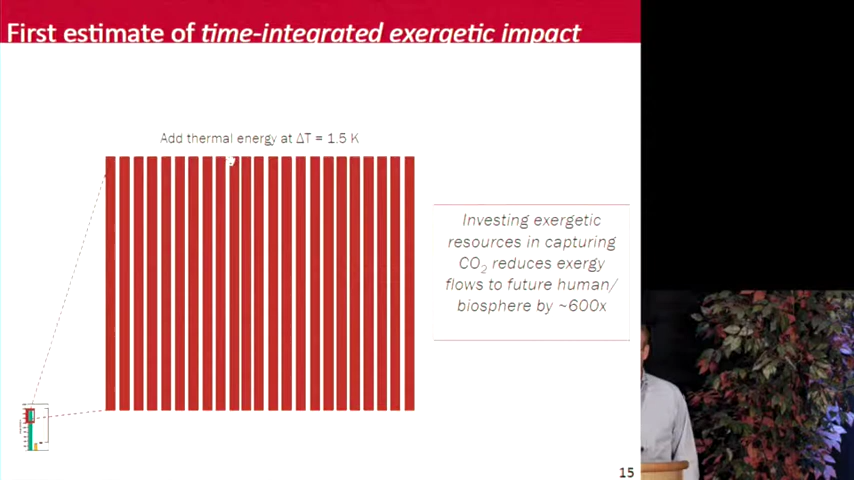 First estimate of time-integrated exergetic impact
Add thermal energy at ΔT = 1.5 K
Investing exergetic
resources in capturing
CO₂ reduces exergy
flows to future human/
biosphere by ~600x
15